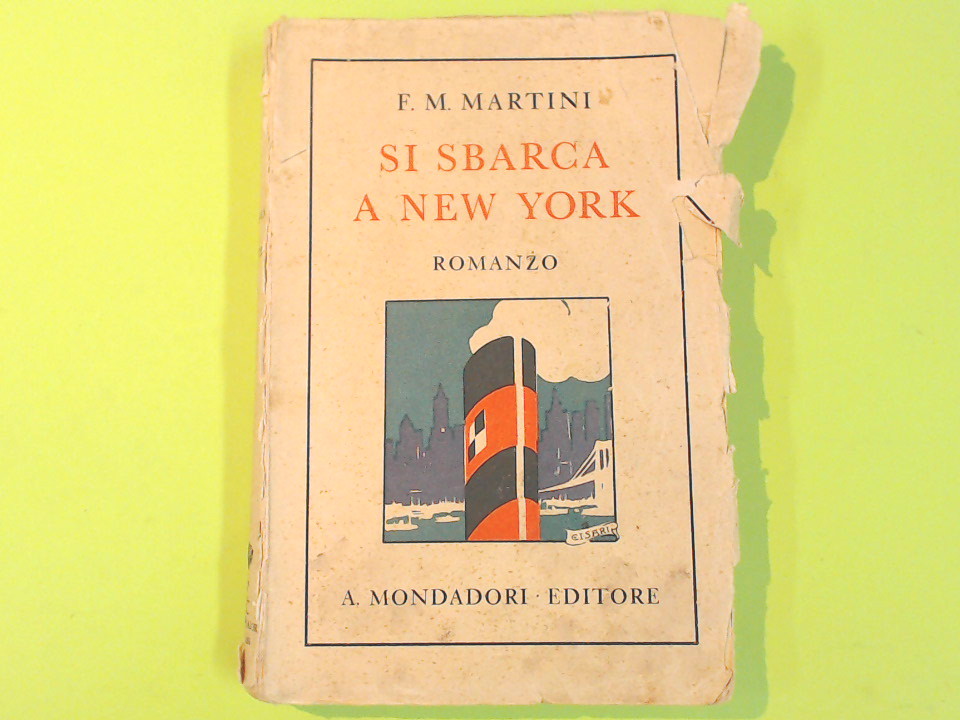 F. M. MARTINI
SI SBARCA
A NEW YORK
ROMANZO
A. MONDADORI · EDITORE